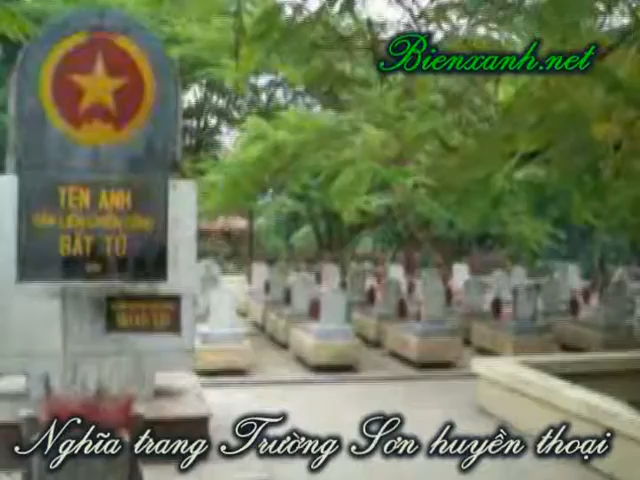 Bienxanh.net
TÊN ANH
BẤT TỬ
Nghĩa trang Trường Sơn huyền thoại